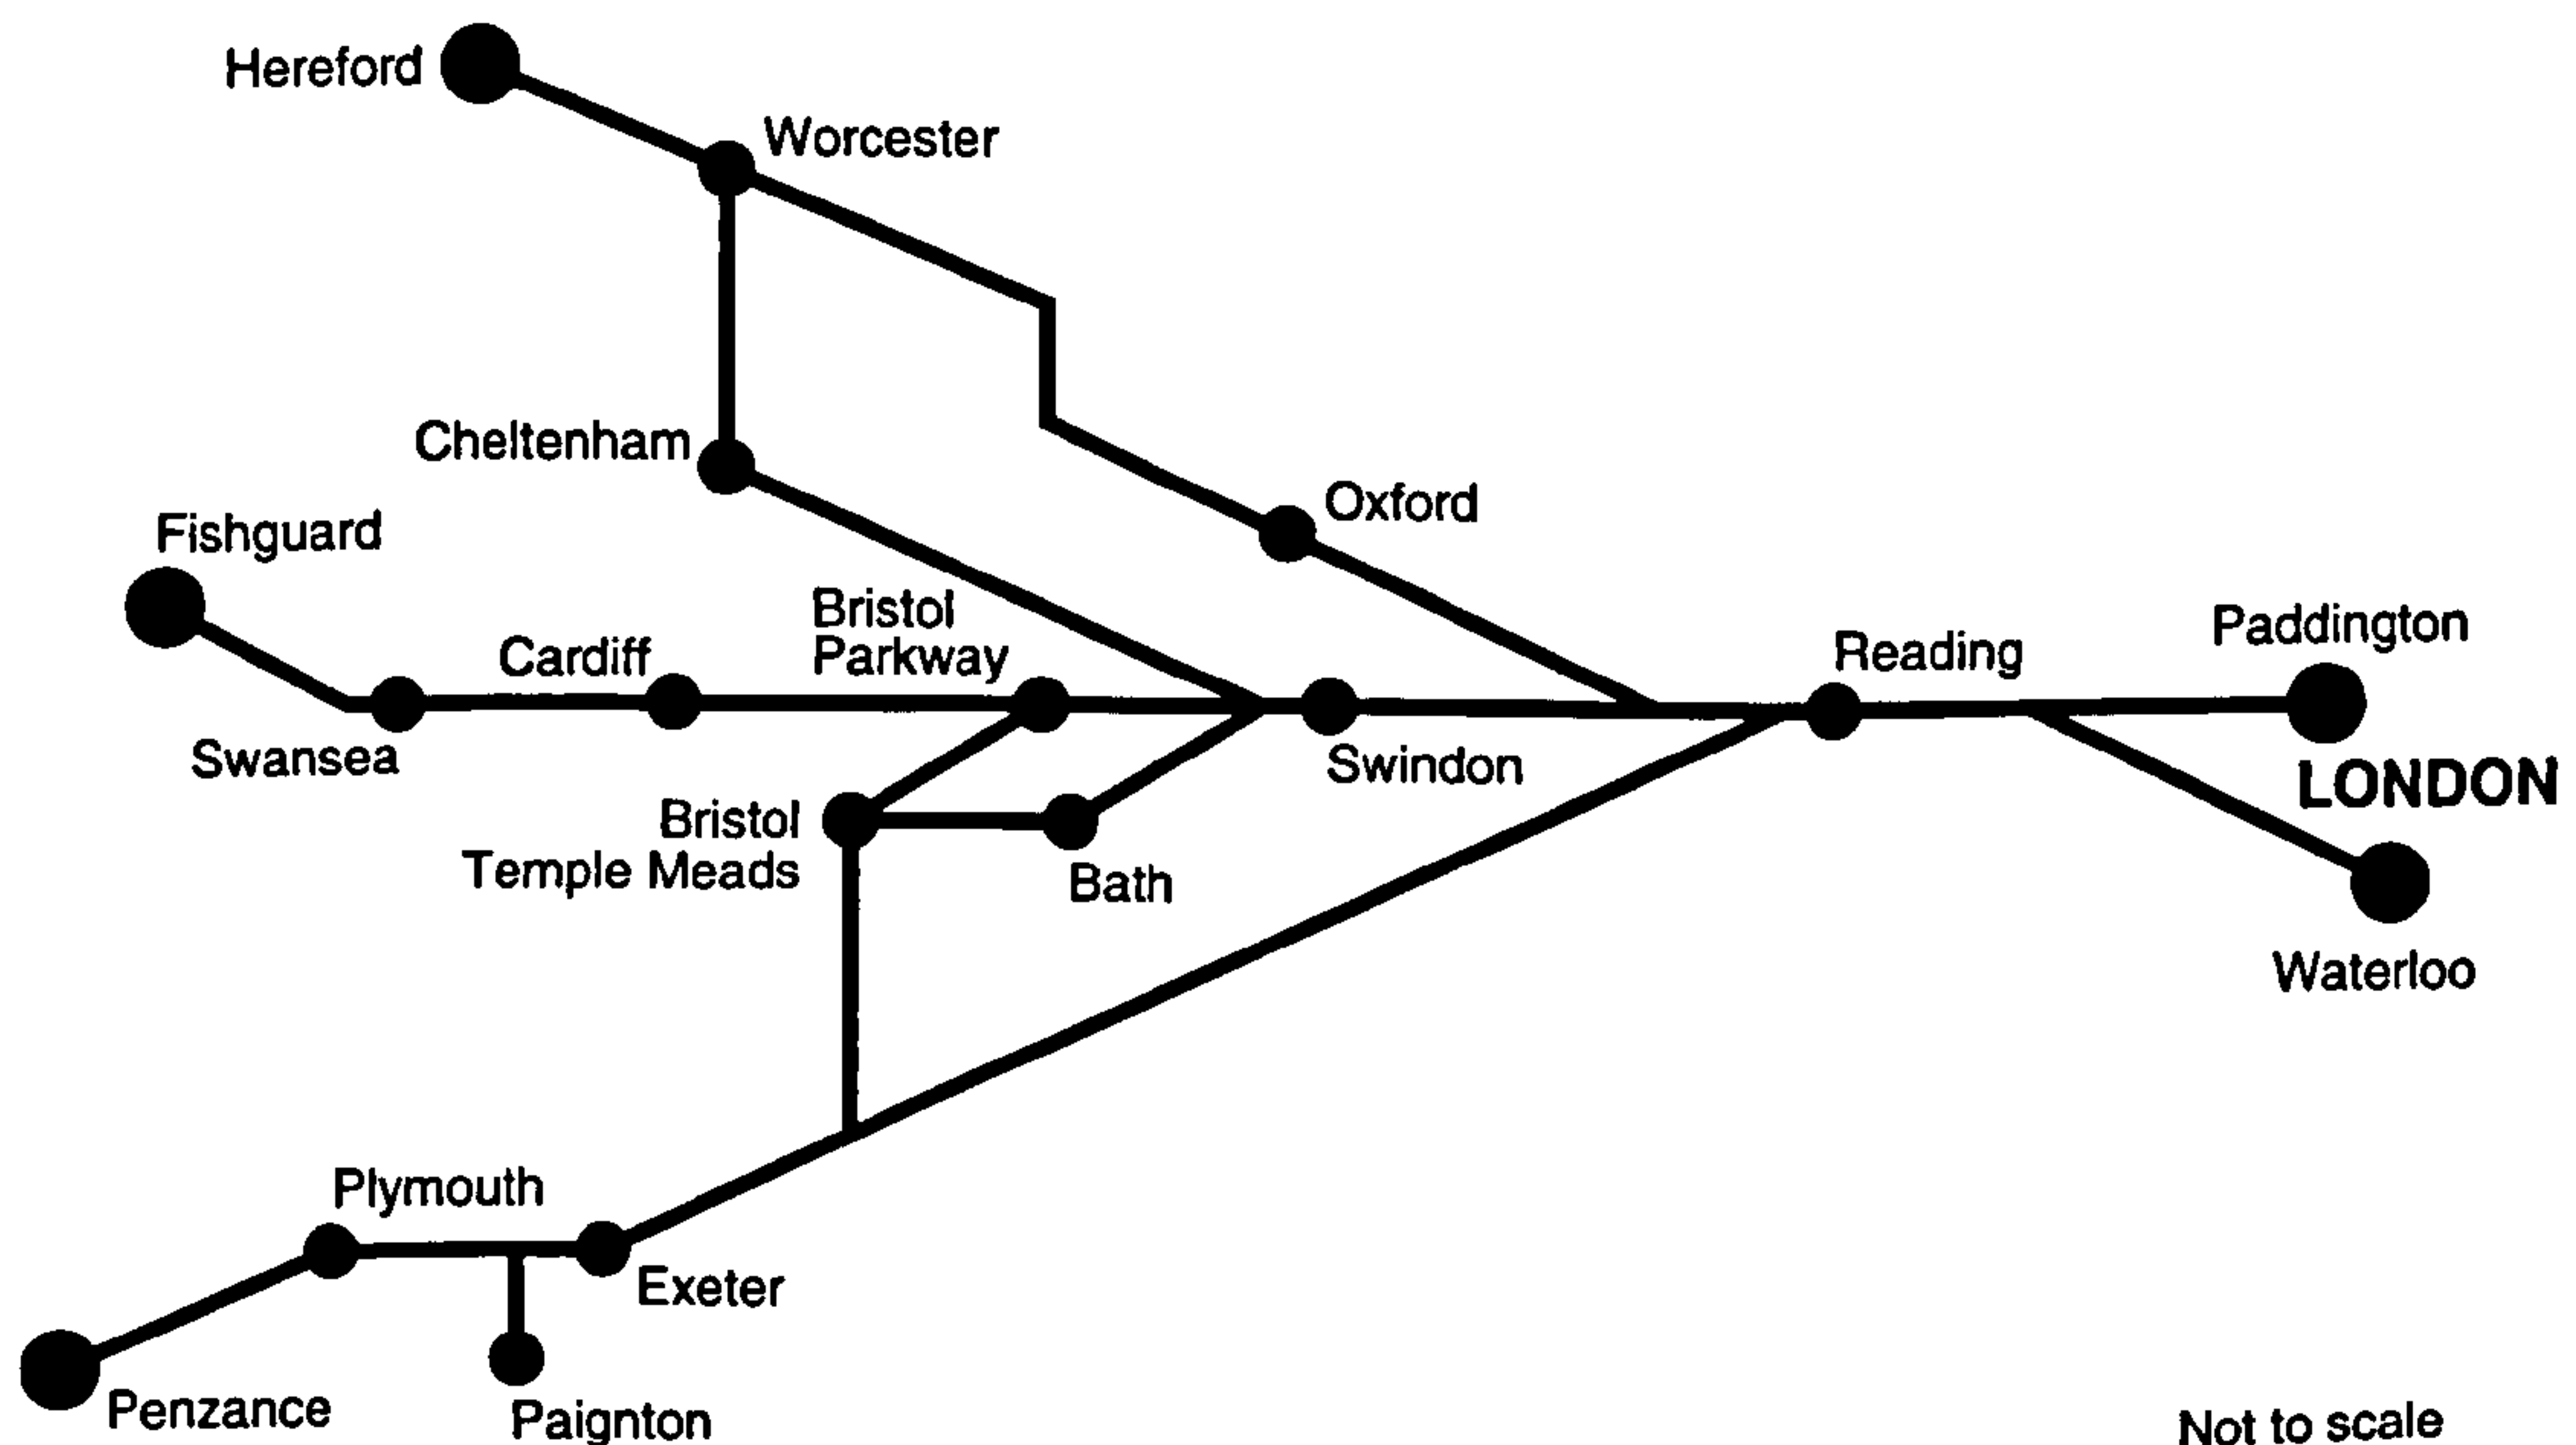 Hereford
Worcester
Cheltenham
Oxford
Fishguard
Bristol
Parkway
Cardiff
Reading
Paddington
Swansea
Swindon
LONDON
Bristol
Temple Meads
Bath
Waterloo
Plymouth
Exeter
Penzance
Paignton
Not to scale